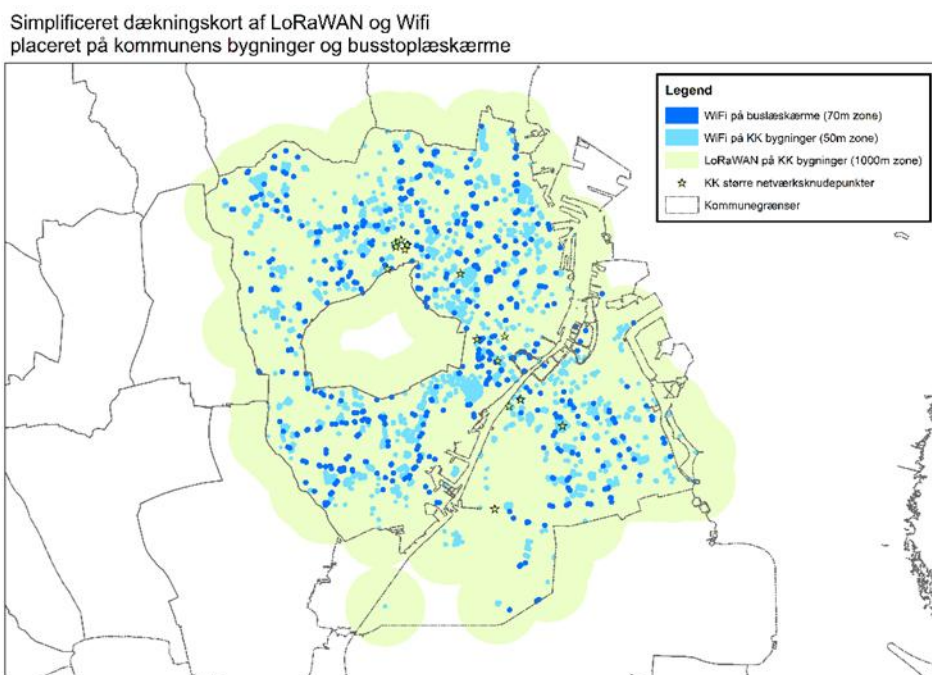 Simplificeret dækningskort af LoRaWAN og Wifi
placeret på kommunens bygninger og busstoplæskærme
Legend
WiFi på buslæskærme (70m zone)
WiFi på KK bygninger (50m zone)
LoRaWAN på KK bygninger (1000m zone)
KK større netværksknudepunkter
Kommunegrænser